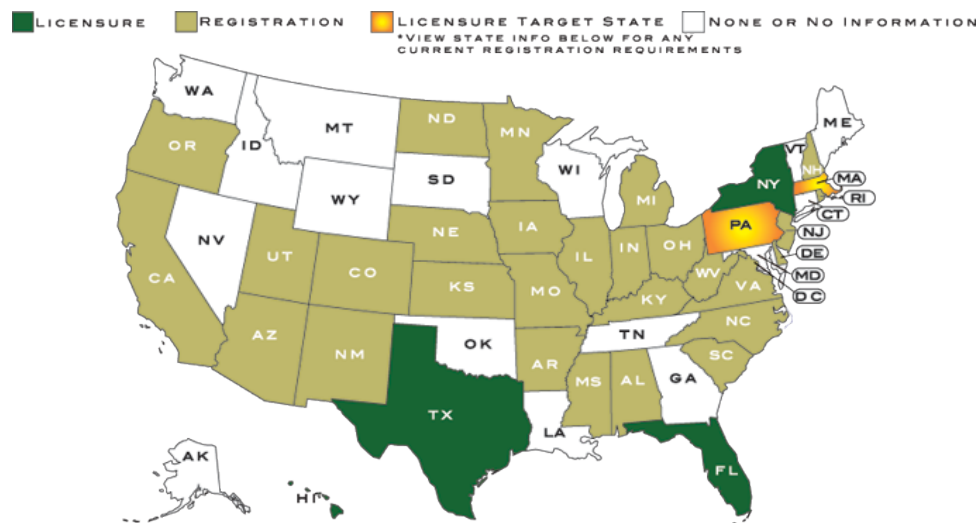 Licensure Registration Licensure Target State None or No Information
*View state info below for any
current registration requirements
WA
MT
ND
MN
ME
OR
ID
VT
NH
WI
SD
MI
NY
MA
WY
RI
CT
PA
NE
IA
NJ
NV
UT
IL
IN
OH
DE
CA
CO
WV
MD
KS
MO
KY
VA
DC
NC
AZ
TN
NM
OK
AR
SC
MS
AL
GA
TX
LA
AK
FL
HI